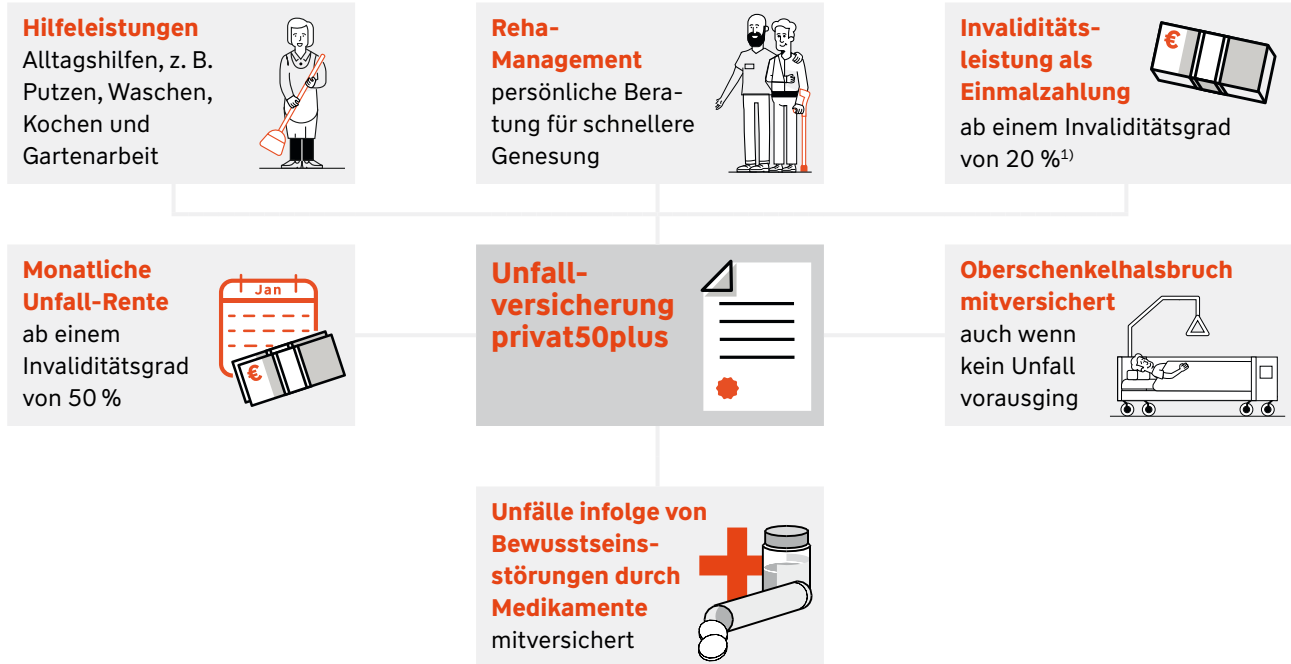 Hilfeleistungen
Alltagshilfen, z. B.
Putzen, Waschen,
Kochen und
Gartenarbeit
Reha-
Management
persönliche Bera-
tung für schnellere
Genesung
Invaliditäts-
leistung als
Einmalzahlung
ab einem Invaliditätsgrad
von 20 %¹⁾
€
Monatliche
Unfall-Rente
ab einem
Invaliditätsgrad
von 50 %
Jan
€
Unfall-
versicherung
privat50plus
Oberschenkelhalsbruch
mitversichert
auch wenn
kein Unfall
vorausging
Unfälle infolge von
Bewusstseins-
störungen durch
Medikamente
mitversichert